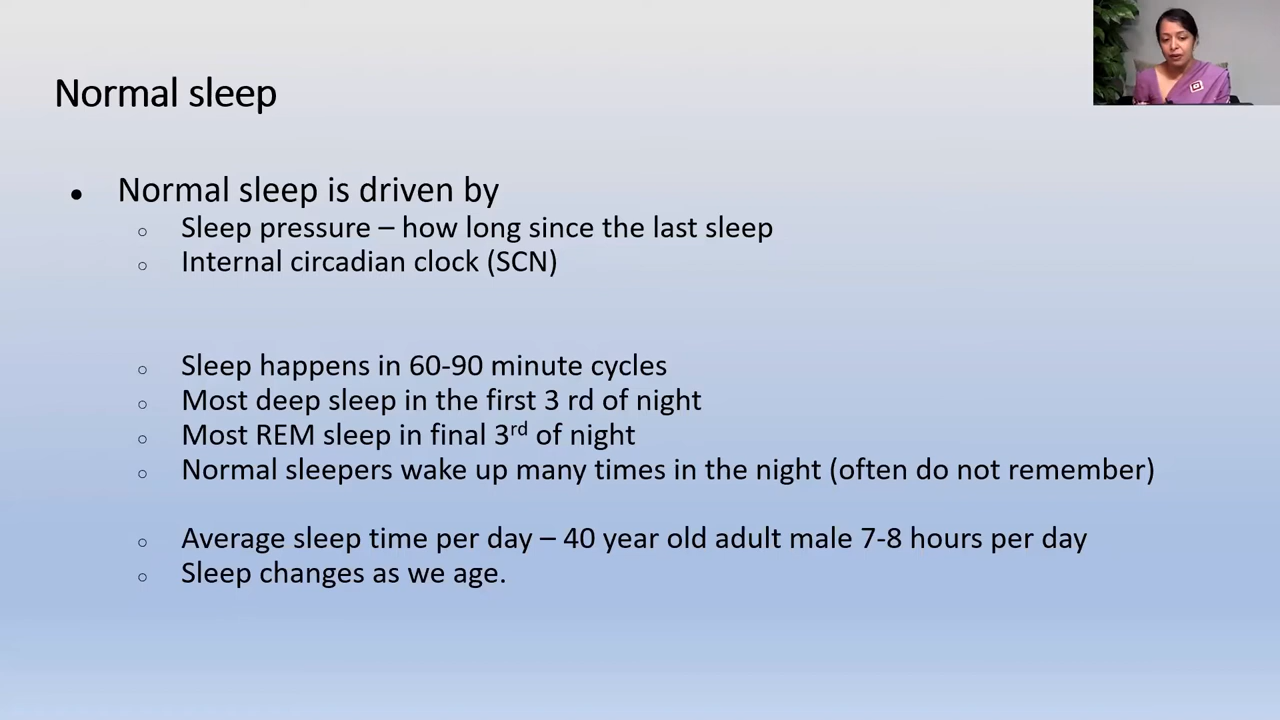 Normal sleep
● Normal sleep is driven by
○ Sleep pressure – how long since the last sleep
○ Internal circadian clock (SCN)
○ Sleep happens in 60-90 minute cycles
○ Most deep sleep in the first 3 rd of night
○ Most REM sleep in final 3rd of night
○ Normal sleepers wake up many times in the night (often do not remember)
○ Average sleep time per day – 40 year old adult male 7-8 hours per day
○ Sleep changes as we age.